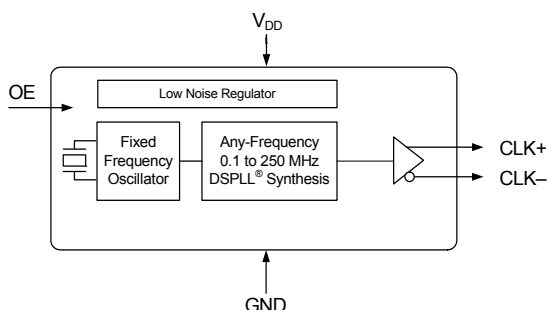 V_DD
OE
Low Noise Regulator
Fixed
Frequency
Oscillator
Any-Frequency
0.1 to 250 MHz
DSPLL® Synthesis
CLK+
CLK–
GND